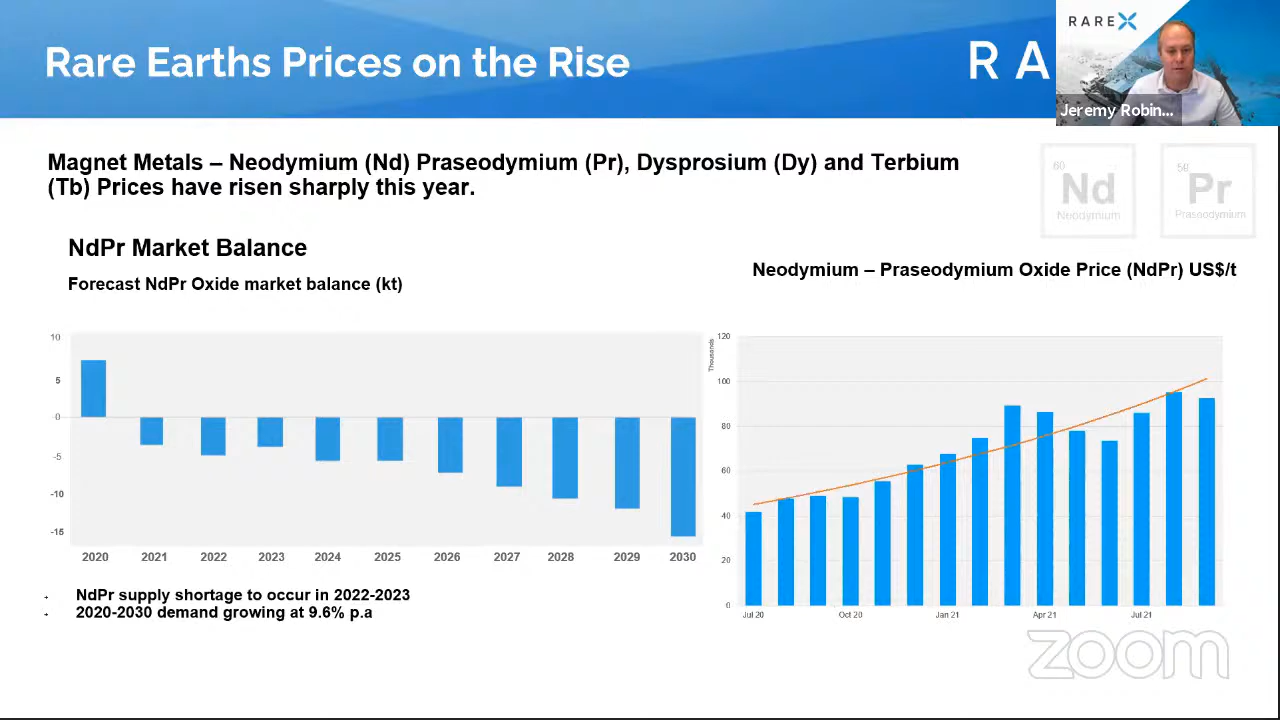 Rare Earths Prices on the Rise
R A
RAREX
Jeremy Robin...
Magnet Metals – Neodymium (Nd) Praseodymium (Pr), Dysprosium (Dy) and Terbium
(Tb) Prices have risen sharply this year.
60
Nd
Neodymium
59
Pr
Praseodymium
NdPr Market Balance
Forecast NdPr Oxide market balance (kt)
10
5
0
-5
-10
-15
2020 2021 2022 2023 2024 2025 2026 2027 2028 2029 2030
- NdPr supply shortage to occur in 2022-2023
- 2020-2030 demand growing at 9.6% p.a
Neodymium – Praseodymium Oxide Price (NdPr) US$/t
Thousands
120
100
80
60
40
20
0
Jul 20 Oct 20 Jan 21 Apr 21 Jul 21
zoom